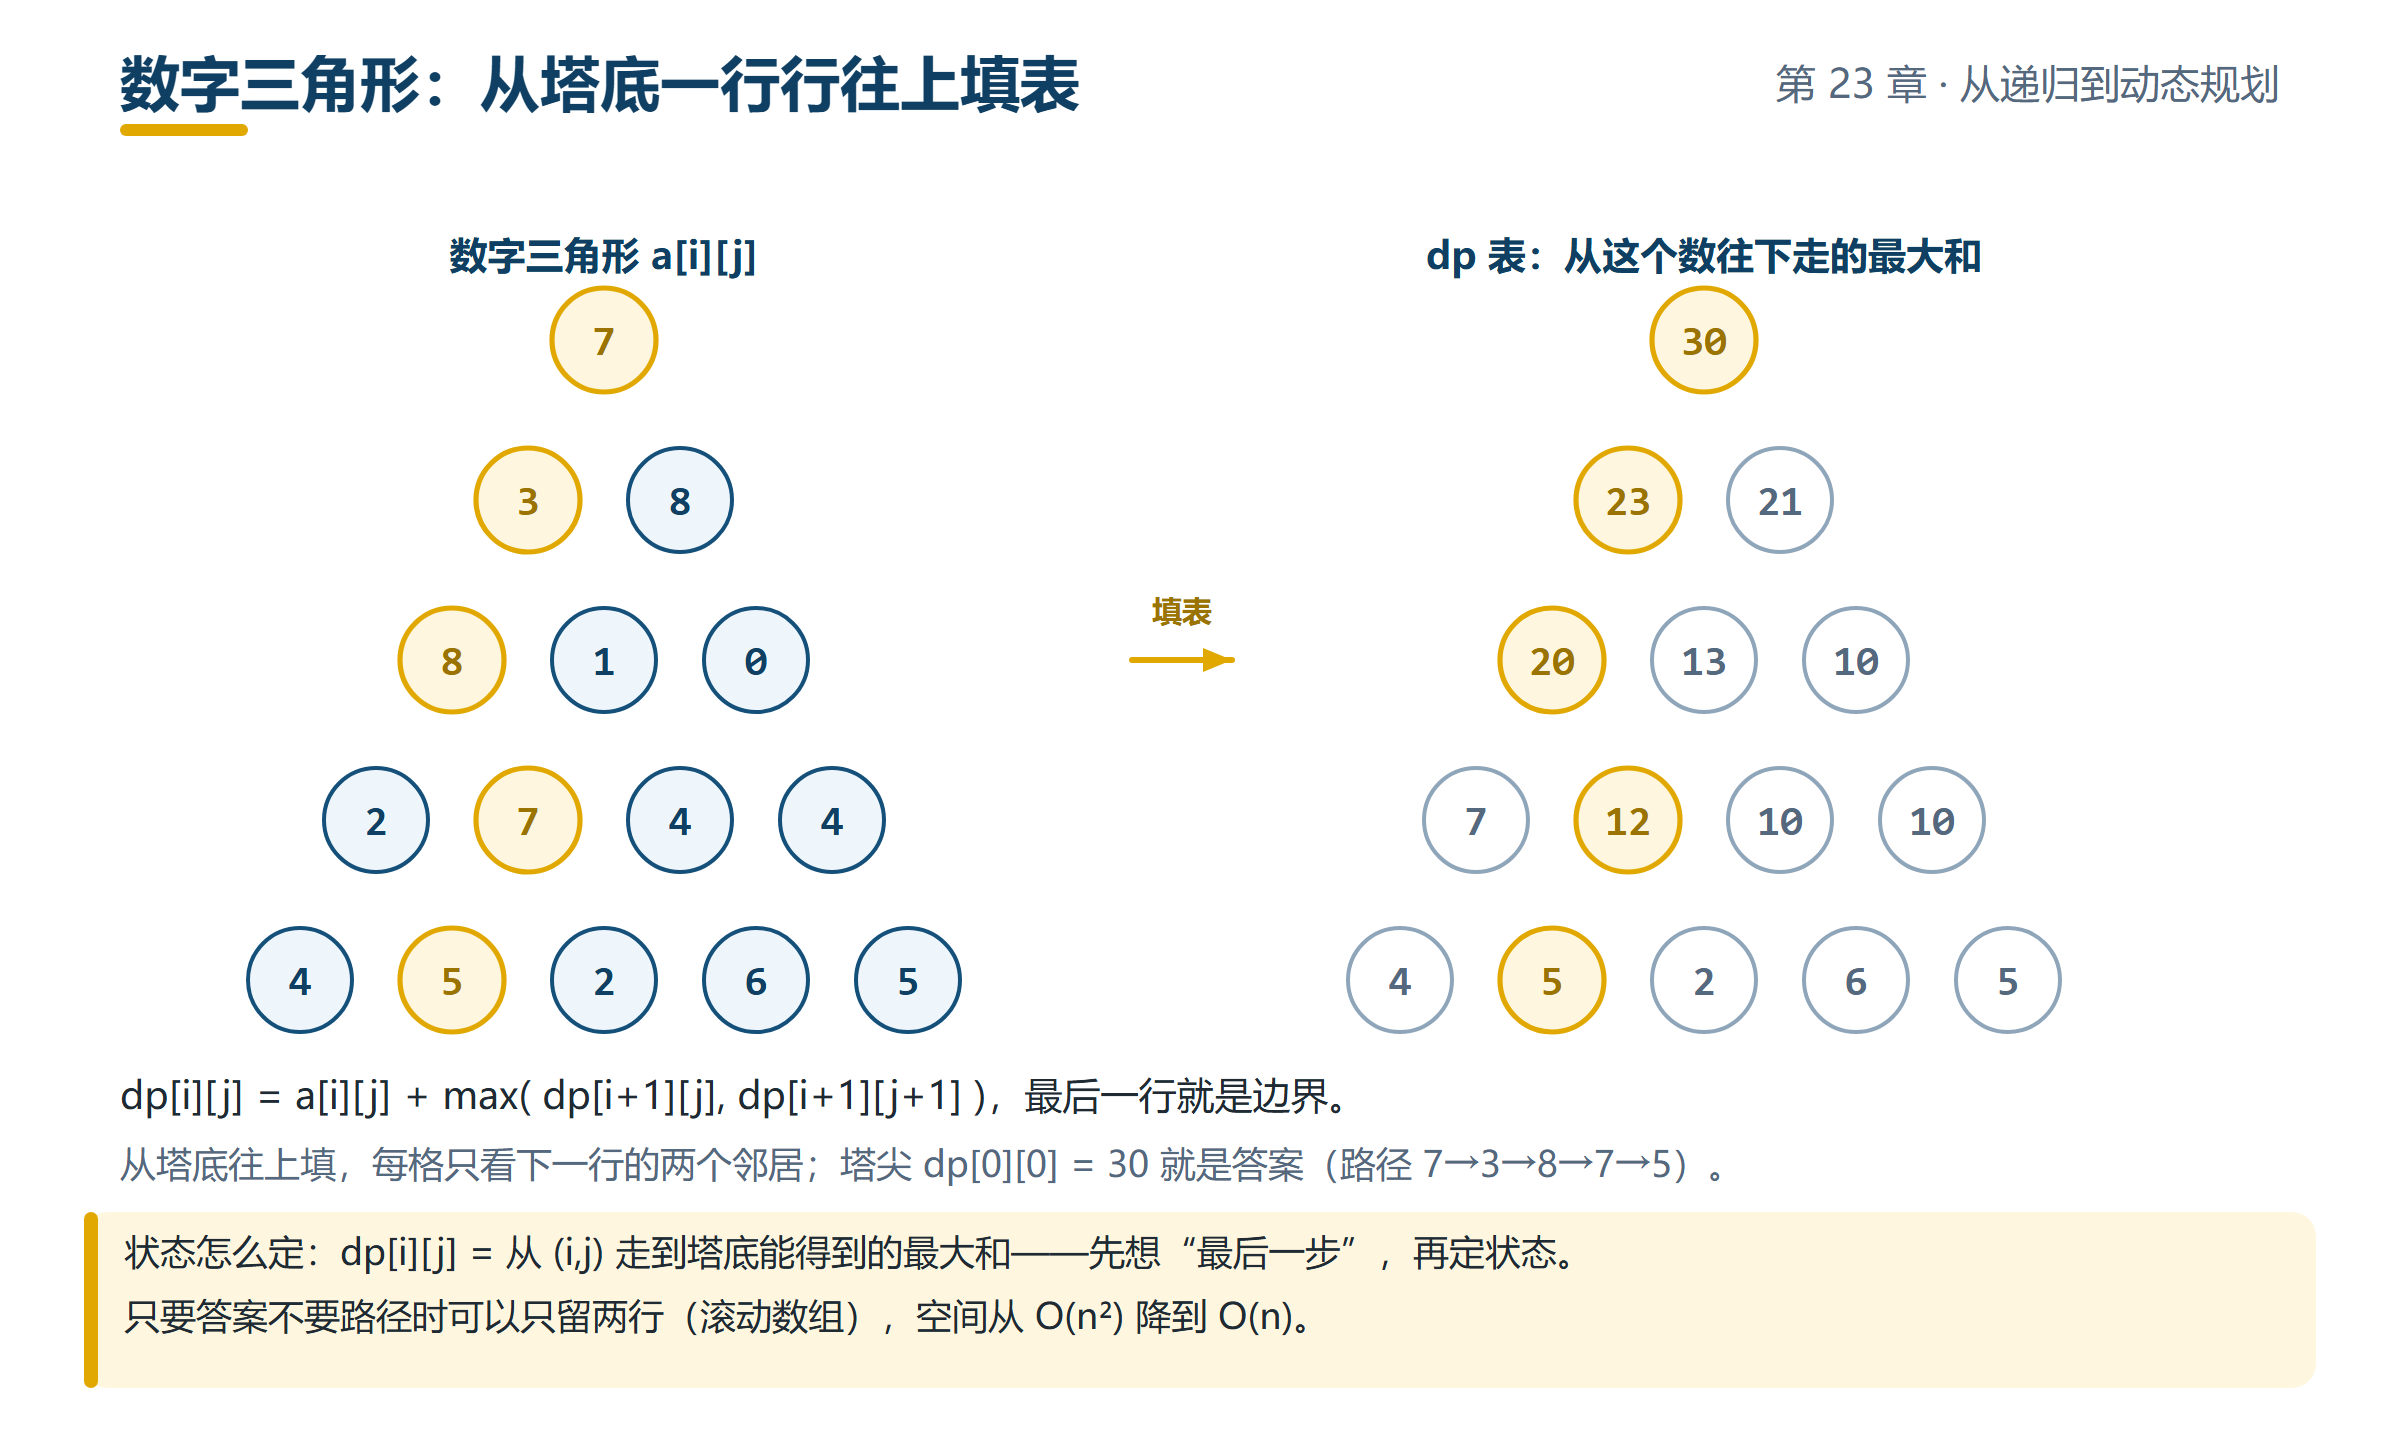 数字三角形：从塔底一行行往上填表
第 23 章 · 从递归到动态规划
数字三角形 a[i][j]
7
3 8
8 1 0
2 7 4 4
4 5 2 6 5
填表
dp 表：从这个数往下走的最大和
30
23 21
20 13 10
7 12 10 10
4 5 2 6 5
dp[i][j] = a[i][j] + max( dp[i+1][j], dp[i+1][j+1] )，最后一行就是边界。
从塔底往上填，每格只看下一行的两个邻居；塔尖 dp[0][0] = 30 就是答案（路径 7→3→8→7→5）。
状态怎么定：dp[i][j] = 从 (i,j) 走到塔底能得到的最大和——先想“最后一步”，再定状态。
只要答案不要路径时可以只留两行（滚动数组），空间从 O(n²) 降到 O(n)。